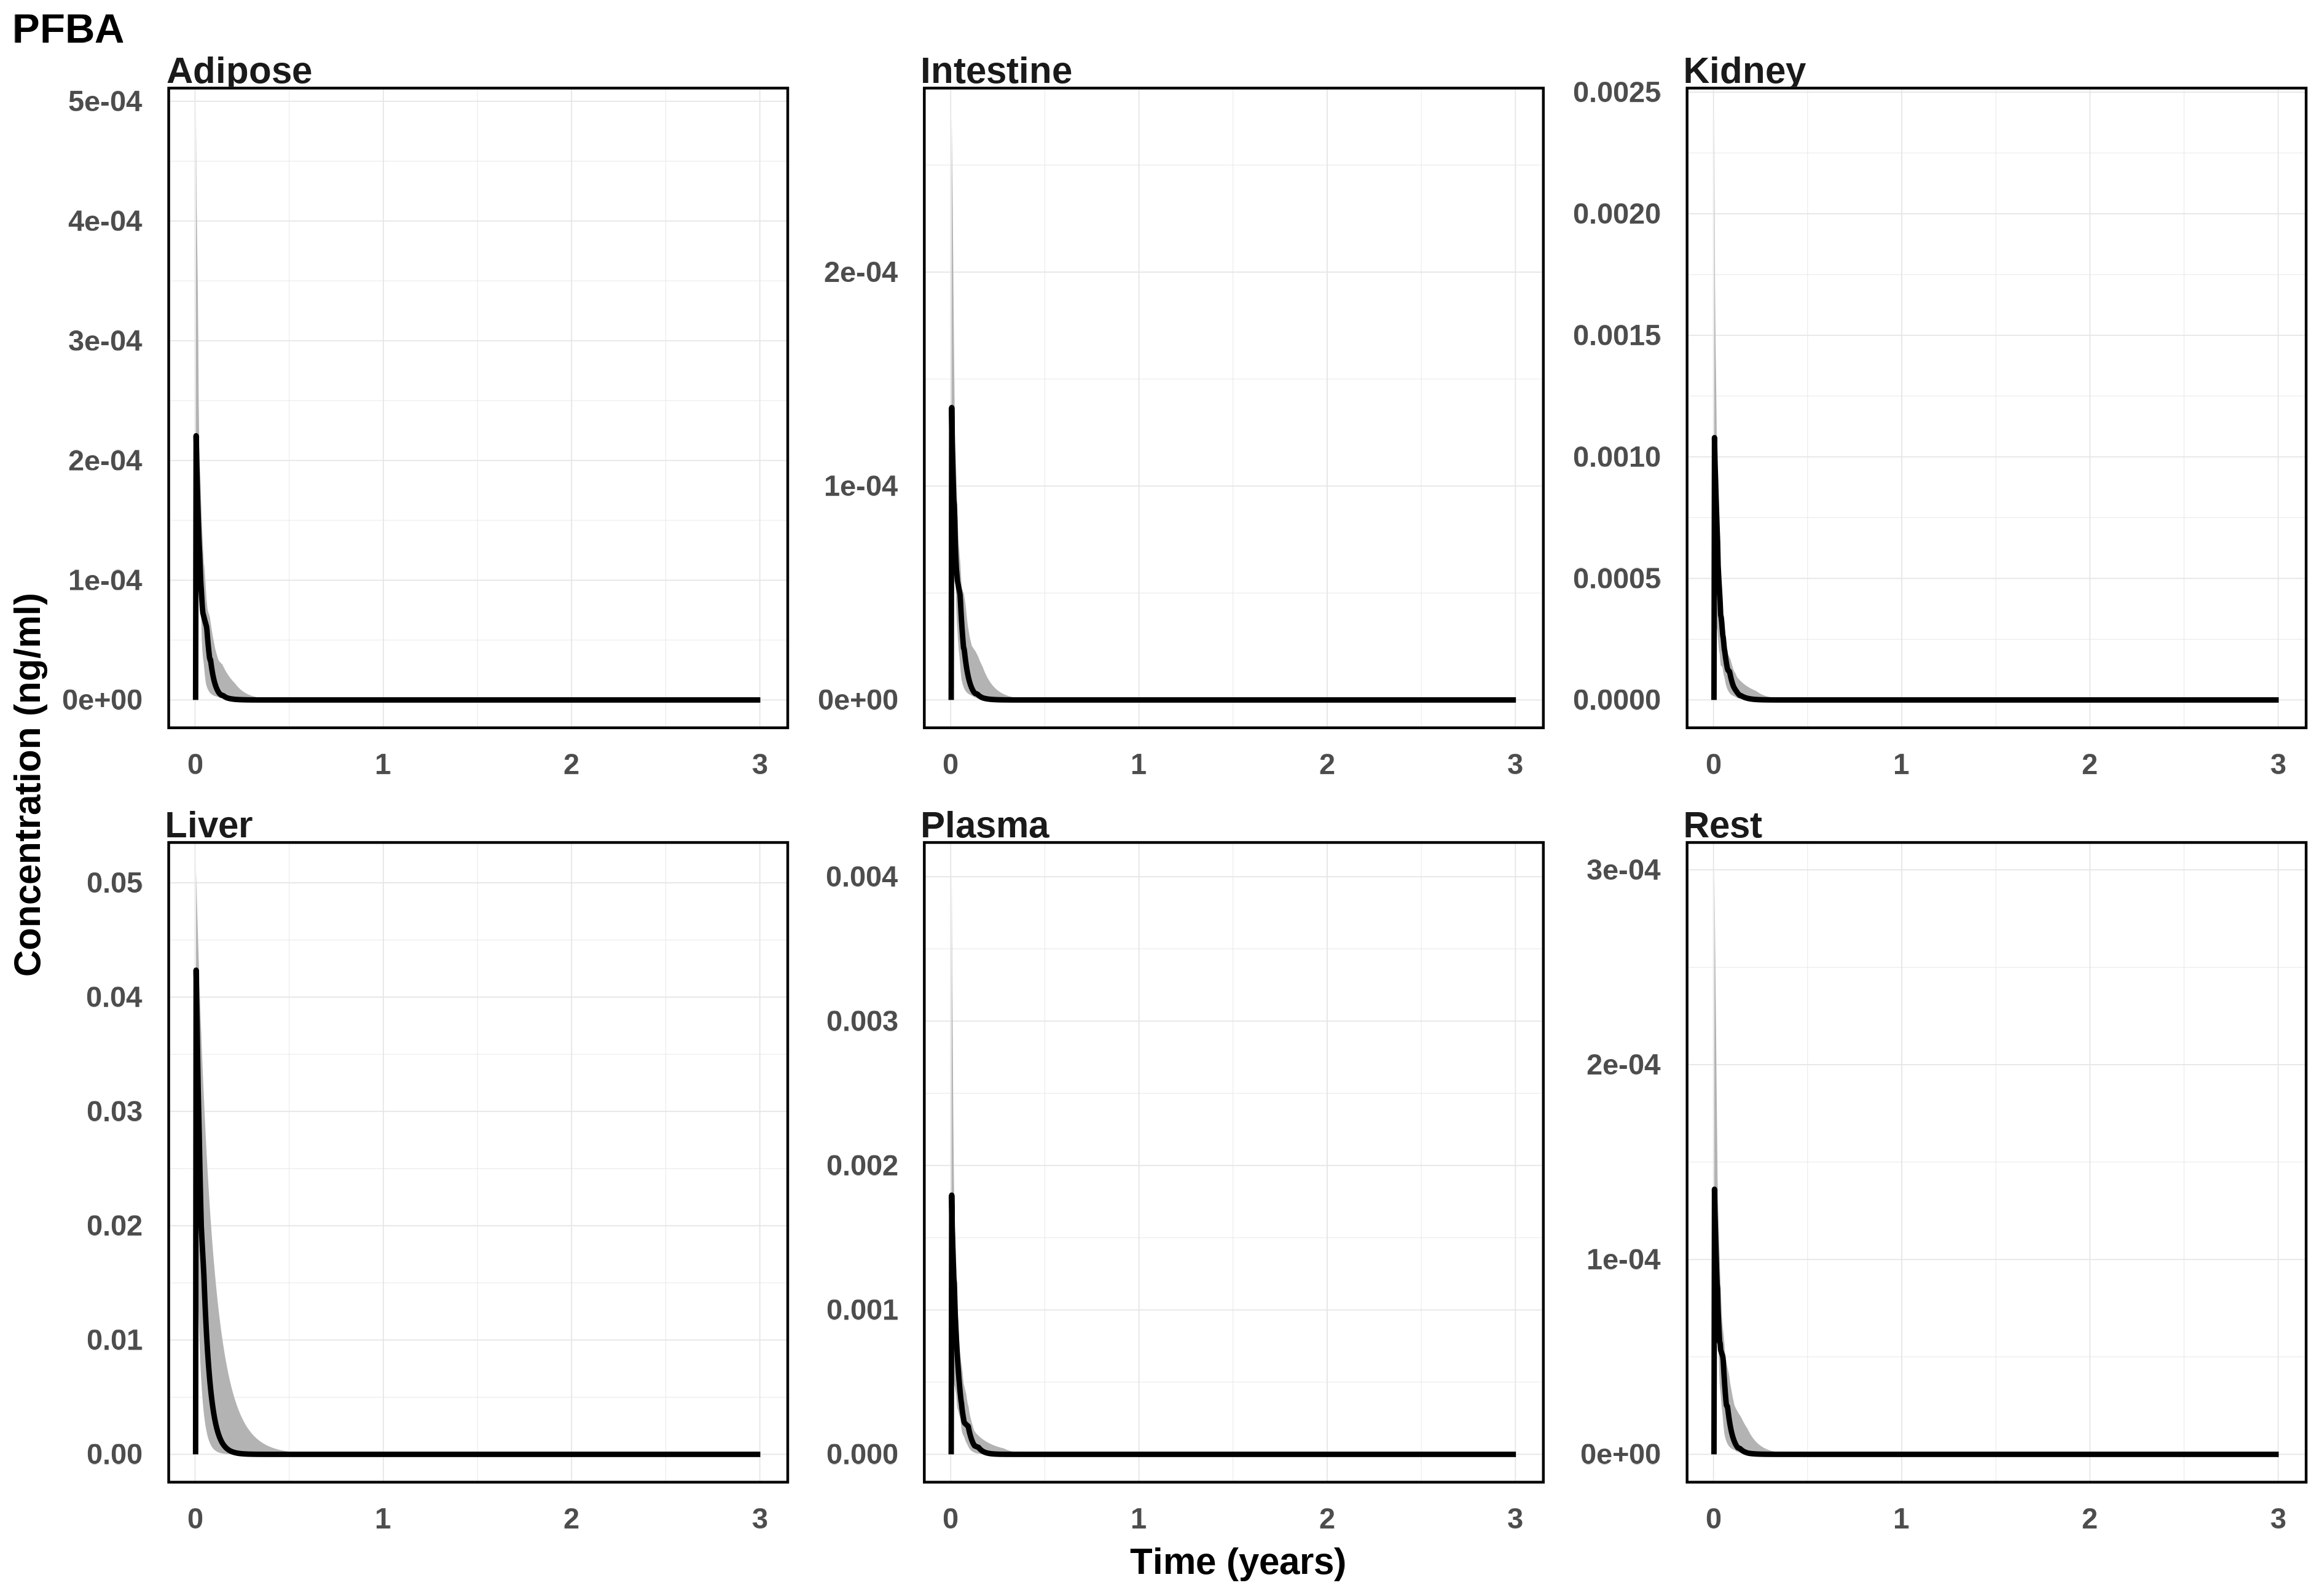 PFBA
Adipose
5e-04
4e-04
3e-04
2e-04
1e-04
0e+00
0 1 2 3
Intestine
2e-04
1e-04
0e+00
0 1 2 3
Kidney
0.0025
0.0020
0.0015
0.0010
0.0005
0.0000
0 1 2 3
Concentration (ng/ml)
Liver
0.05
0.04
0.03
0.02
0.01
0.00
0 1 2 3
Plasma
0.004
0.003
0.002
0.001
0.000
0 1 2 3
Rest
3e-04
2e-04
1e-04
0e+00
0 1 2 3
Time (years)